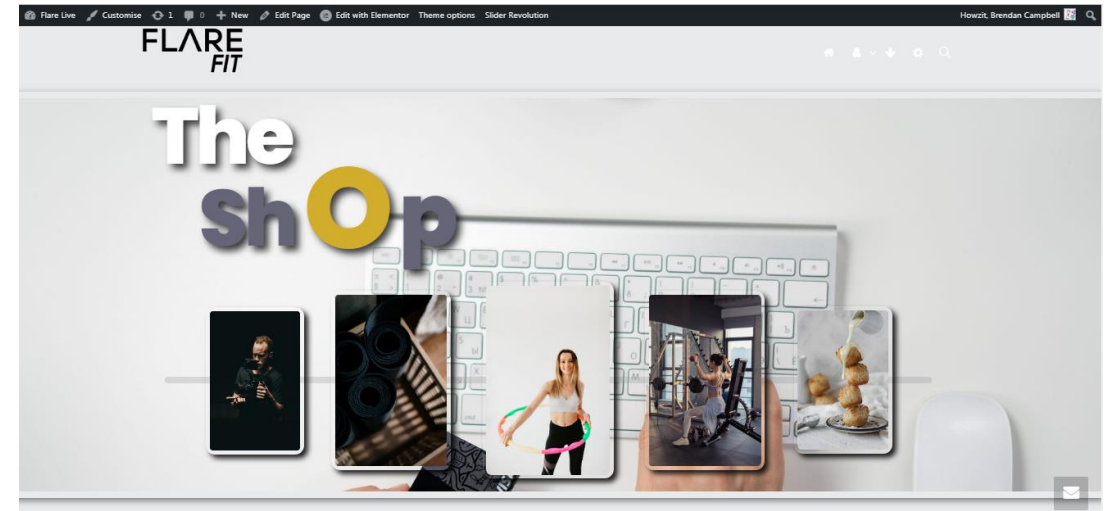 Flare Live Customise 1 0 New Edit Page Edit with Elementor Theme options Slider Revolution Howzit, Brendan Campbell
FLARE
FIT
The
ShOp